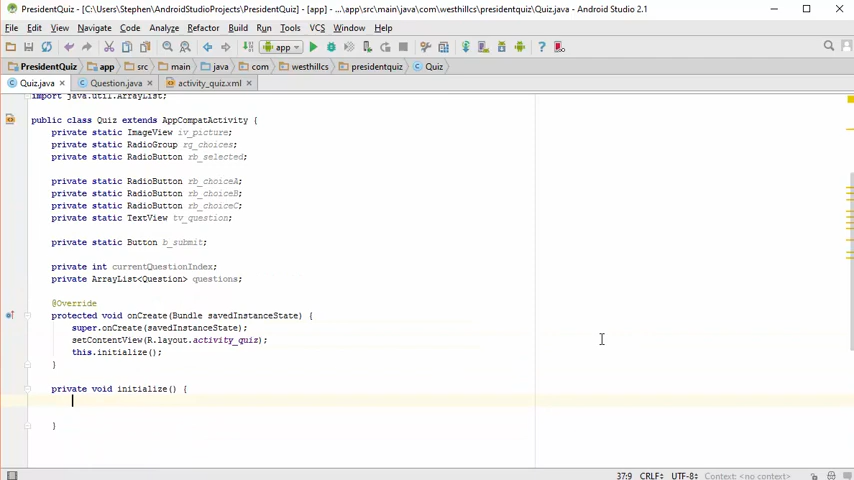 PresidentQuiz - [C:\Users\Stephen\AndroidStudioProjects\PresidentQuiz] - [app] - ...\app\src\main\java\com\westhillcs\presidentquiz\Quiz.java - Android Studio 2.1
File Edit View Navigate Code Analyze Refactor Build Run Tools VCS Window Help
app
PresidentQuiz app src main java com westhillcs presidentquiz Quiz
Quiz.java Question.java activity_quiz.xml
import java.util.ArrayList;
public class Quiz extends AppCompatActivity {
private static ImageView iv_picture;
private static RadioGroup rg_choices;
private static RadioButton rb_selected;
private static RadioButton rb_choiceA;
private static RadioButton rb_choiceB;
private static RadioButton rb_choiceC;
private static TextView tv_question;
private static Button b_submit;
private int currentQuestionIndex;
private ArrayList<Question> questions;
@Override
protected void onCreate(Bundle savedInstanceState) {
super.onCreate(savedInstanceState);
setContentView(R.layout.activity_quiz);
this.initialize();
}
private void initialize() {
}
37:9 CRLF÷ UTF-8÷ Context: <no context>